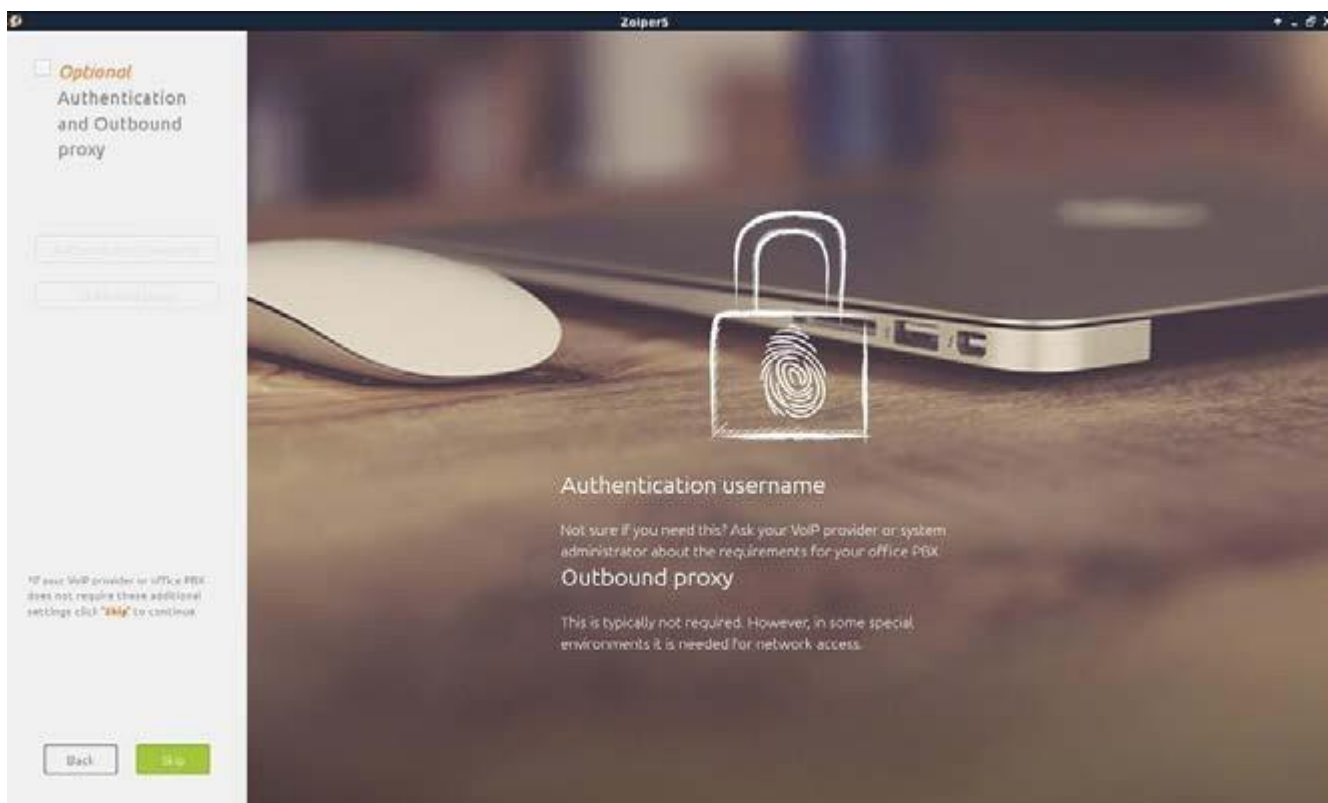 Zoiper5
Optional
Authentication
and Outbound
proxy
*If your VoIP provider or office PBX
does not require these additional
settings click "Skip" to continue
Back
Skip
Authentication username
Not sure if you need this? Ask your VoIP provider or system
administrator about the requirements for your office PBX
Outbound proxy
This is typically not required. However, in some special
environments it is needed for network access.